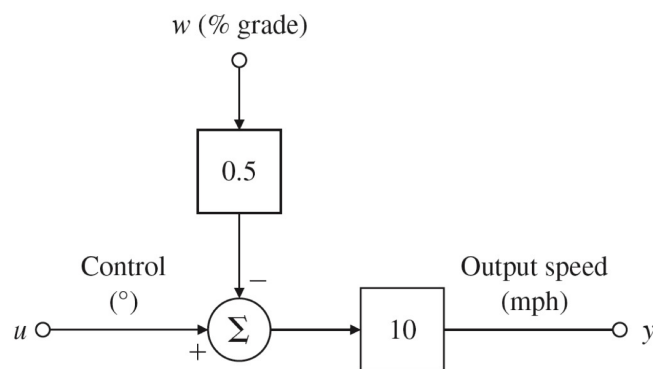 w (% grade)
0.5
Control
(°)
−
Output speed
(mph)
u
+
Σ
10
y